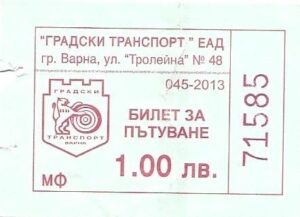 "ГРАДСКИ ТРАНСПОРТ" ЕАД
гр. Варна, ул. "Тролейна" № 48
045-2013
ГРАДСКИ
ТРАНСПОРТ
ВАРНА
БИЛЕТ ЗА
ПЪТУВАНЕ
1.00 лв.
МФ
71585